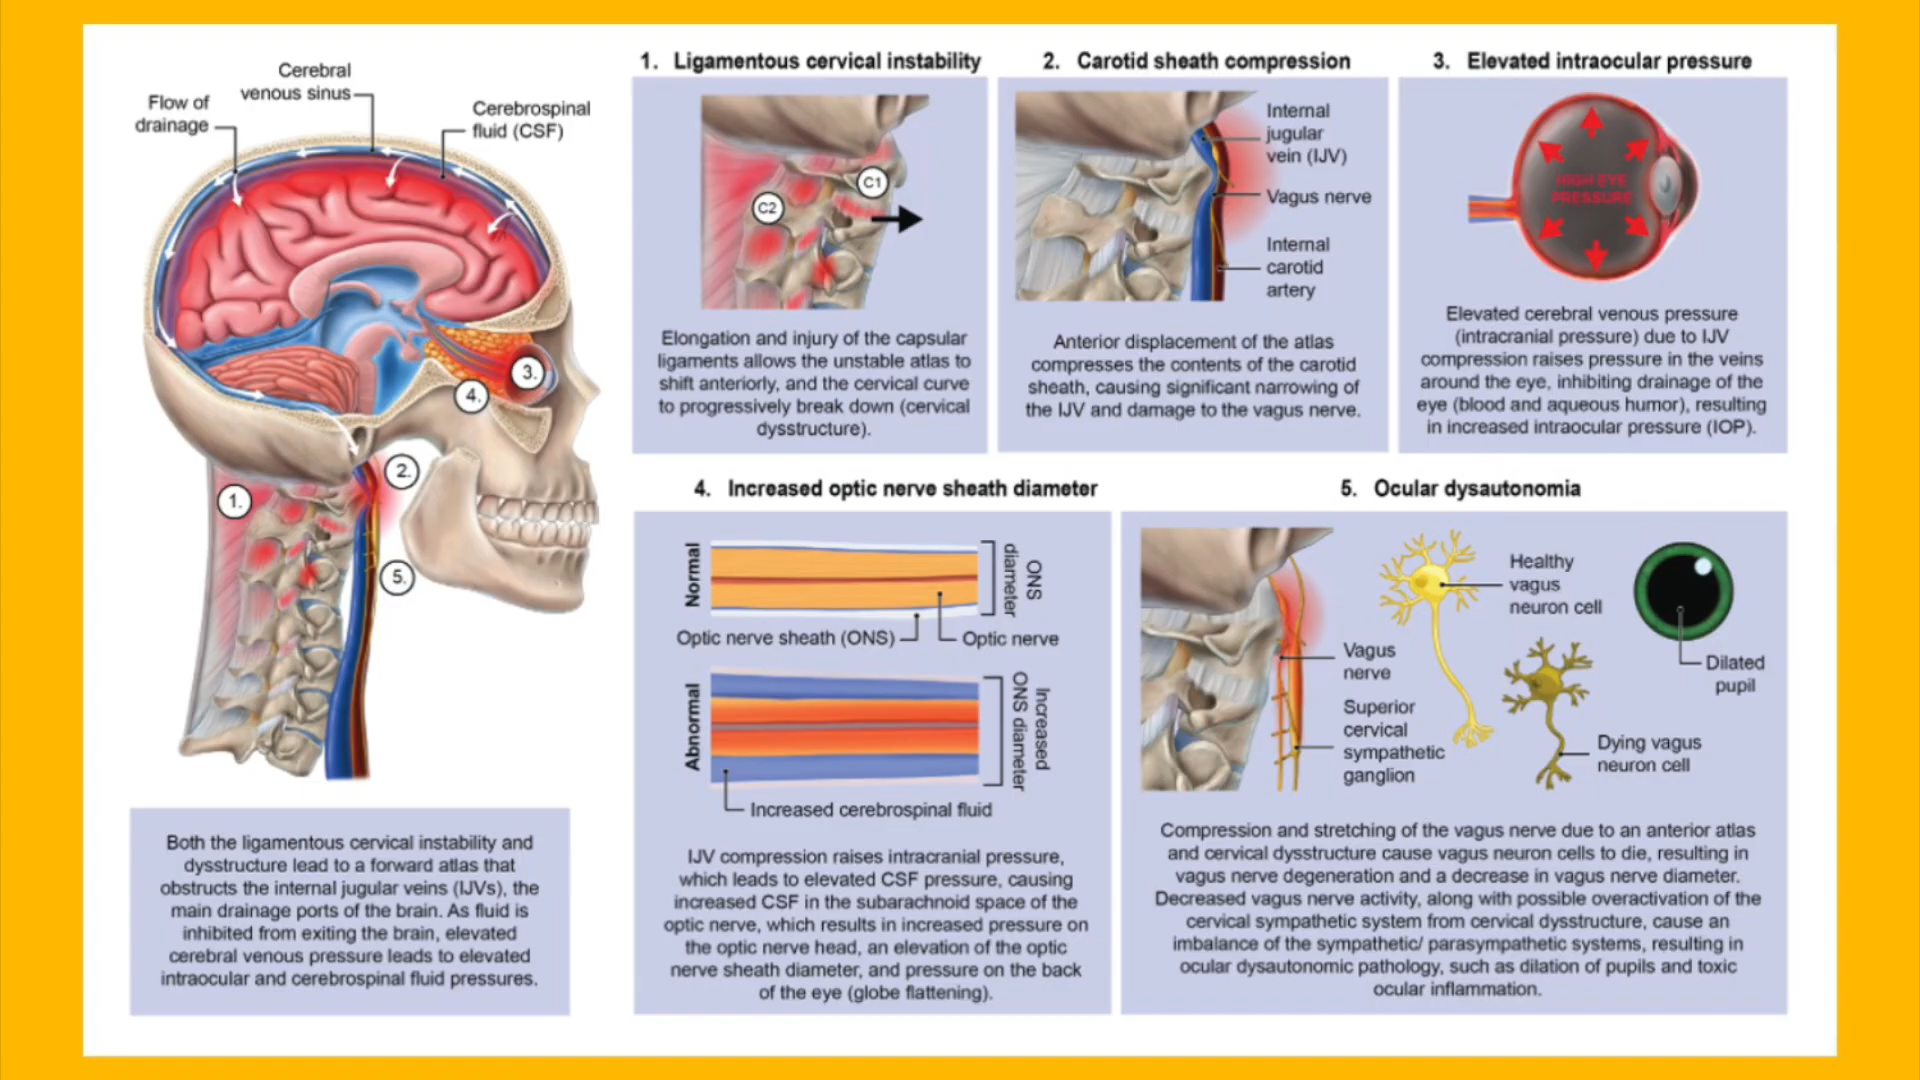 Cerebral
venous sinus
Flow of
drainage
Cerebrospinal
fluid (CSF)
3.
4.
2.
1.
5.
Both the ligamentous cervical instability and
dysstructure lead to a forward atlas that
obstructs the internal jugular veins (IJVs), the
main drainage ports of the brain. As fluid is
inhibited from exiting the brain, elevated
cerebral venous pressure leads to elevated
intraocular and cerebrospinal fluid pressures.
1. Ligamentous cervical instability
C1
C2
Elongation and injury of the capsular
ligaments allows the unstable atlas to
shift anteriorly, and the cervical curve
to progressively break down (cervical
dysstructure).
2. Carotid sheath compression
Internal
jugular
vein (IJV)
Vagus nerve
Internal
carotid
artery
Anterior displacement of the atlas
compresses the contents of the carotid
sheath, causing significant narrowing of
the IJV and damage to the vagus nerve.
3. Elevated intraocular pressure
HIGH EYE
PRESSURE
Elevated cerebral venous pressure
(intracranial pressure) due to IJV
compression raises pressure in the veins
around the eye, inhibiting drainage of the
eye (blood and aqueous humor), resulting
in increased intraocular pressure (IOP).
4. Increased optic nerve sheath diameter
Normal
ONS
diameter
Optic nerve sheath (ONS)
Optic nerve
Abnormal
Increased
ONS diameter
Increased cerebrospinal fluid
IJV compression raises intracranial pressure,
which leads to elevated CSF pressure, causing
increased CSF in the subarachnoid space of the
optic nerve, which results in increased pressure on
the optic nerve head, an elevation of the optic
nerve sheath diameter, and pressure on the back
of the eye (globe flattening).
5. Ocular dysautonomia
Healthy
vagus
neuron cell
Vagus
nerve
Superior
cervical
sympathetic
ganglion
Dilated
pupil
Dying vagus
neuron cell
Compression and stretching of the vagus nerve due to an anterior atlas
and cervical dysstructure cause vagus neuron cells to die, resulting in
vagus nerve degeneration and a decrease in vagus nerve diameter.
Decreased vagus nerve activity, along with possible overactivation of the
cervical sympathetic system from cervical dysstructure, cause an
imbalance of the sympathetic/ parasympathetic systems, resulting in
ocular dysautonomic pathology, such as dilation of pupils and toxic
ocular inflammation.